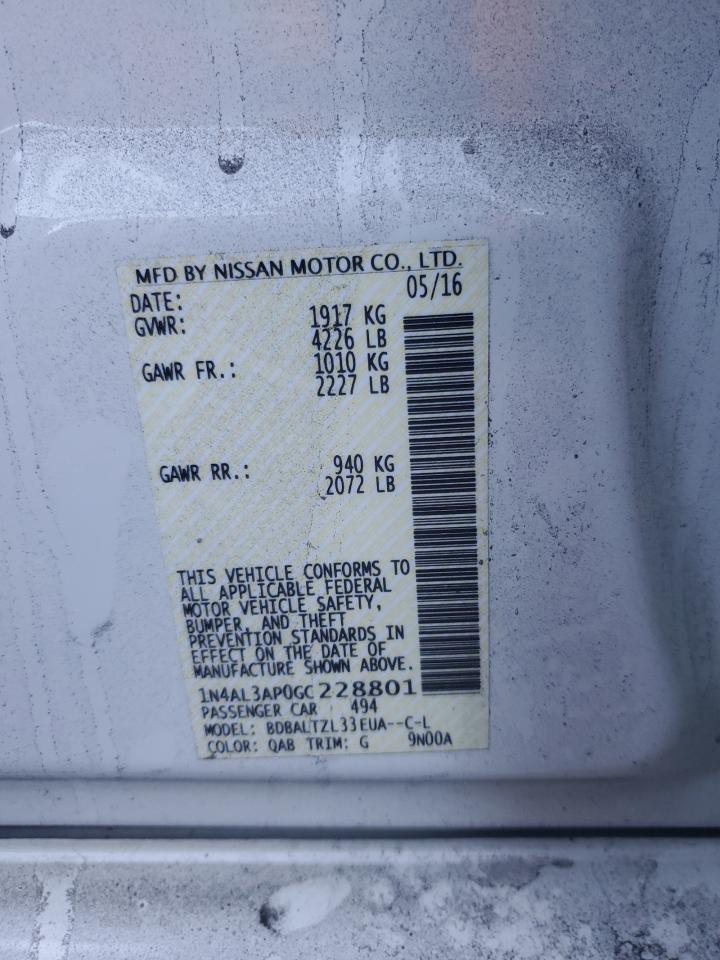 MFD BY NISSAN MOTOR CO., LTD.
DATE: 05/16
GVWR: 1917 KG
4226 LB
GAWR FR.: 1010 KG
2227 LB
GAWR RR.: 940 KG
2072 LB
THIS VEHICLE CONFORMS TO
ALL APPLICABLE FEDERAL
MOTOR VEHICLE SAFETY,
BUMPER, AND THEFT
PREVENTION STANDARDS IN
EFFECT ON THE DATE OF
MANUFACTURE SHOWN ABOVE.
1N4AL3AP0GC228801
PASSENGER CAR 494
MODEL: BDBALTZL33EUA--C-L
COLOR: QAB TRIM: G 9N00A